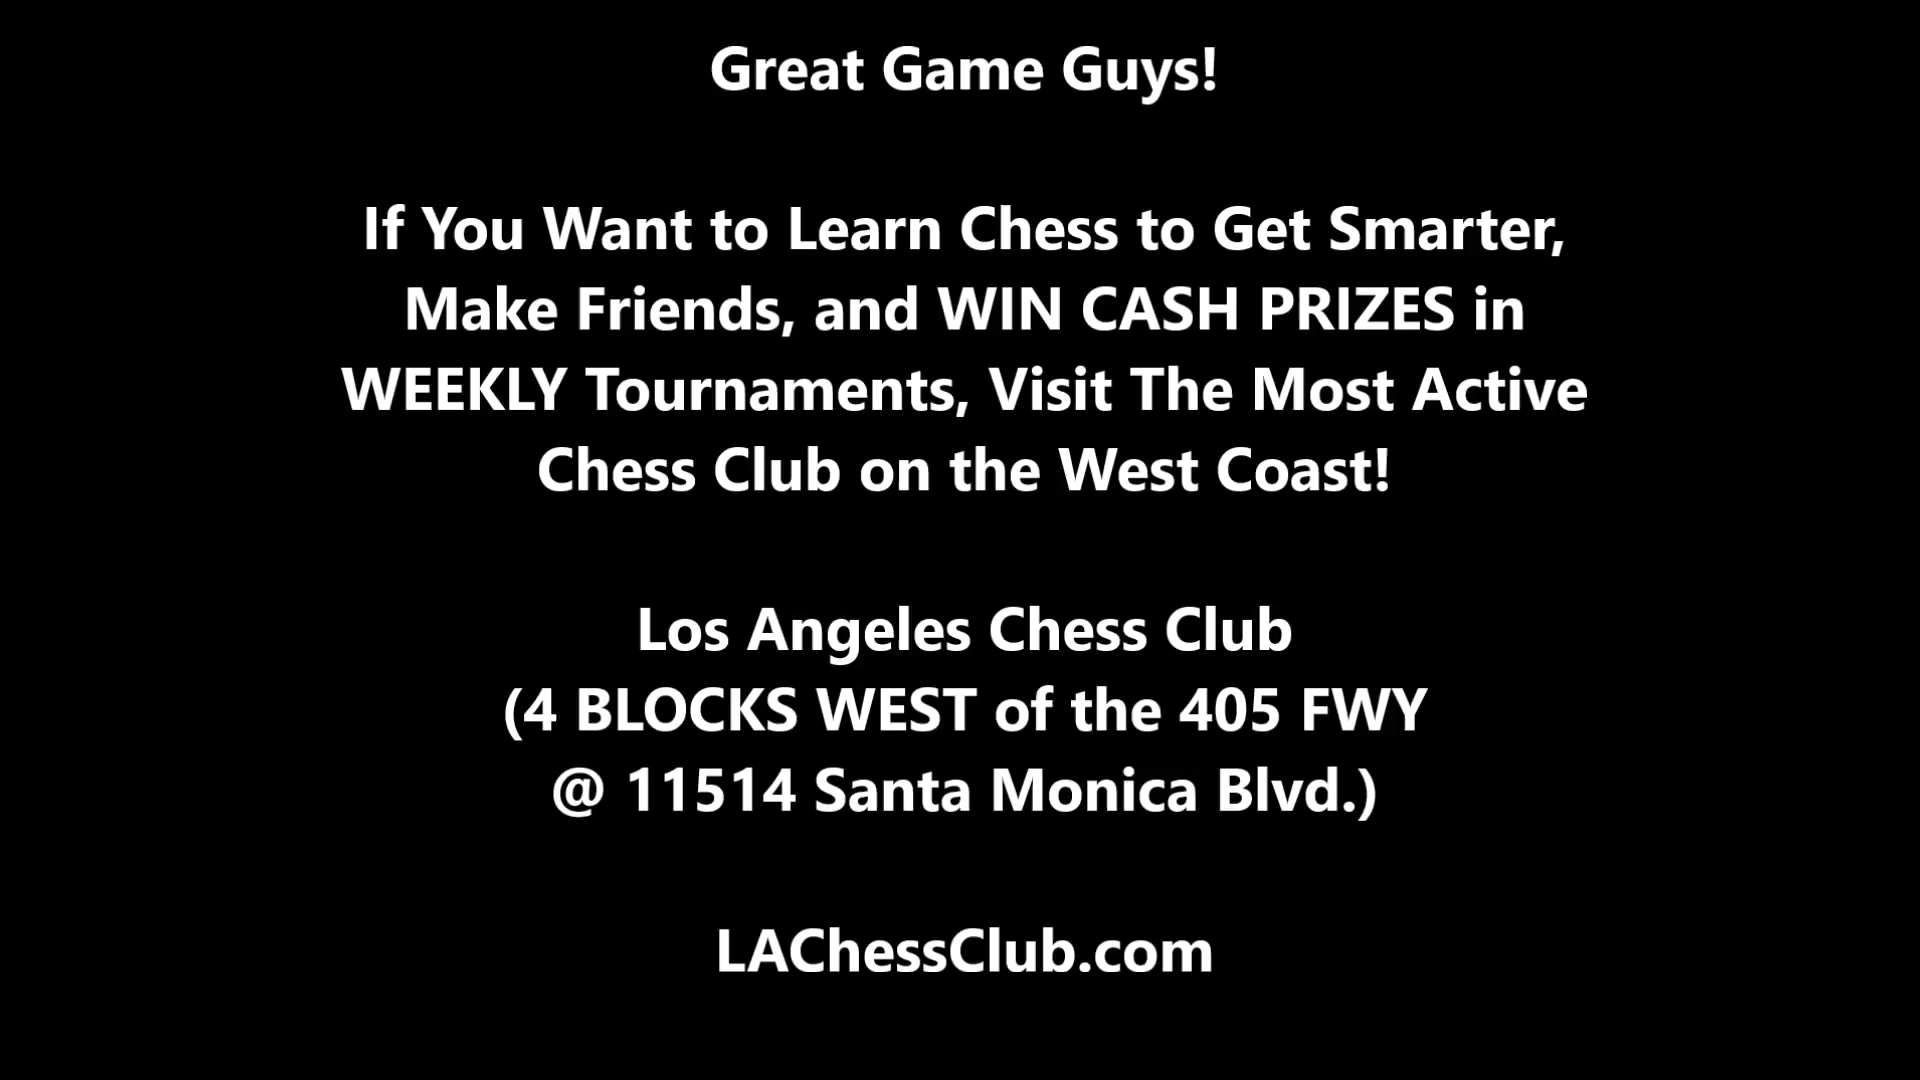 Great Game Guys!
If You Want to Learn Chess to Get Smarter,
Make Friends, and WIN CASH PRIZES in
WEEKLY Tournaments, Visit The Most Active
Chess Club on the West Coast!
Los Angeles Chess Club
(4 BLOCKS WEST of the 405 FWY
@ 11514 Santa Monica Blvd.)
LAChessClub.com